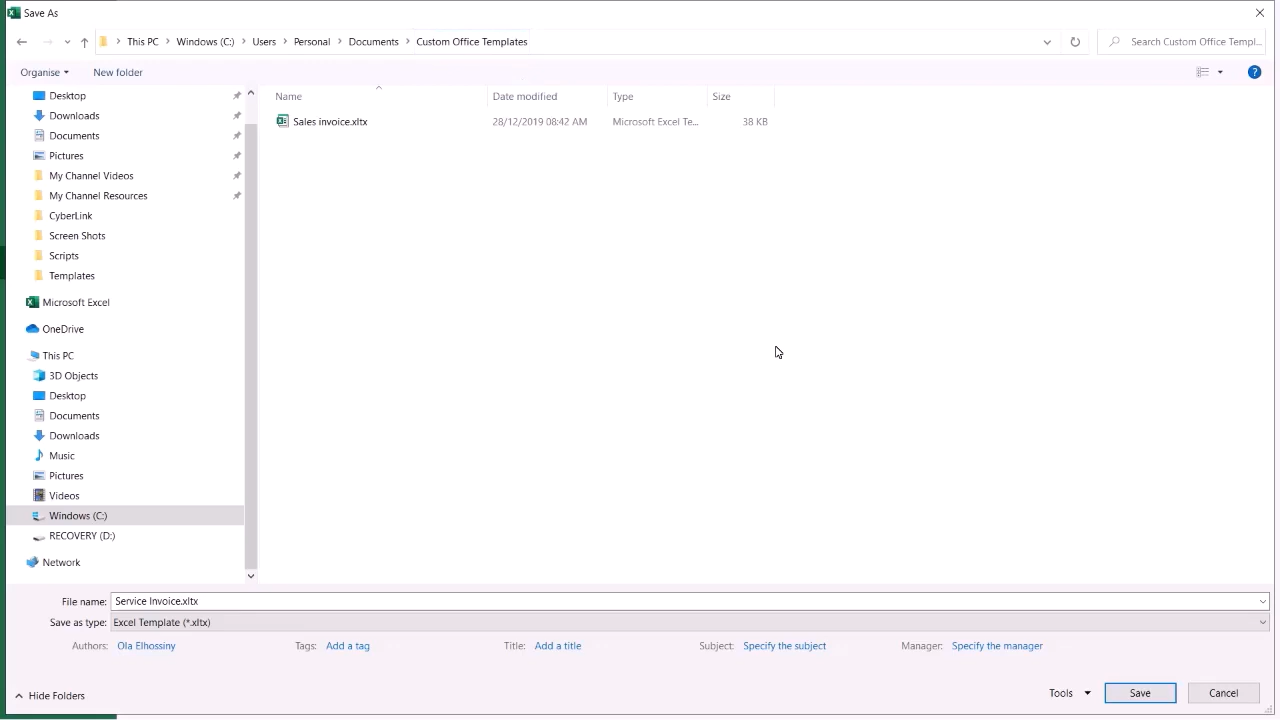 Save As
This PC Windows (C:) Users Personal Documents Custom Office Templates Search Custom Office Templ...
Organise New folder
Name Date modified Type Size
Sales invoice.xltx 28/12/2019 08:42 AM Microsoft Excel Te... 38 KB
Desktop
Downloads
Documents
Pictures
My Channel Videos
My Channel Resources
CyberLink
Screen Shots
Scripts
Templates
Microsoft Excel
OneDrive
This PC
3D Objects
Desktop
Documents
Downloads
Music
Pictures
Videos
Windows (C:)
RECOVERY (D:)
Network
File name: Service Invoice.xltx
Save as type: Excel Template (*.xltx)
Authors: Ola Elhossiny Tags: Add a tag Title: Add a title Subject: Specify the subject Manager: Specify the manager
Hide Folders Tools Save Cancel